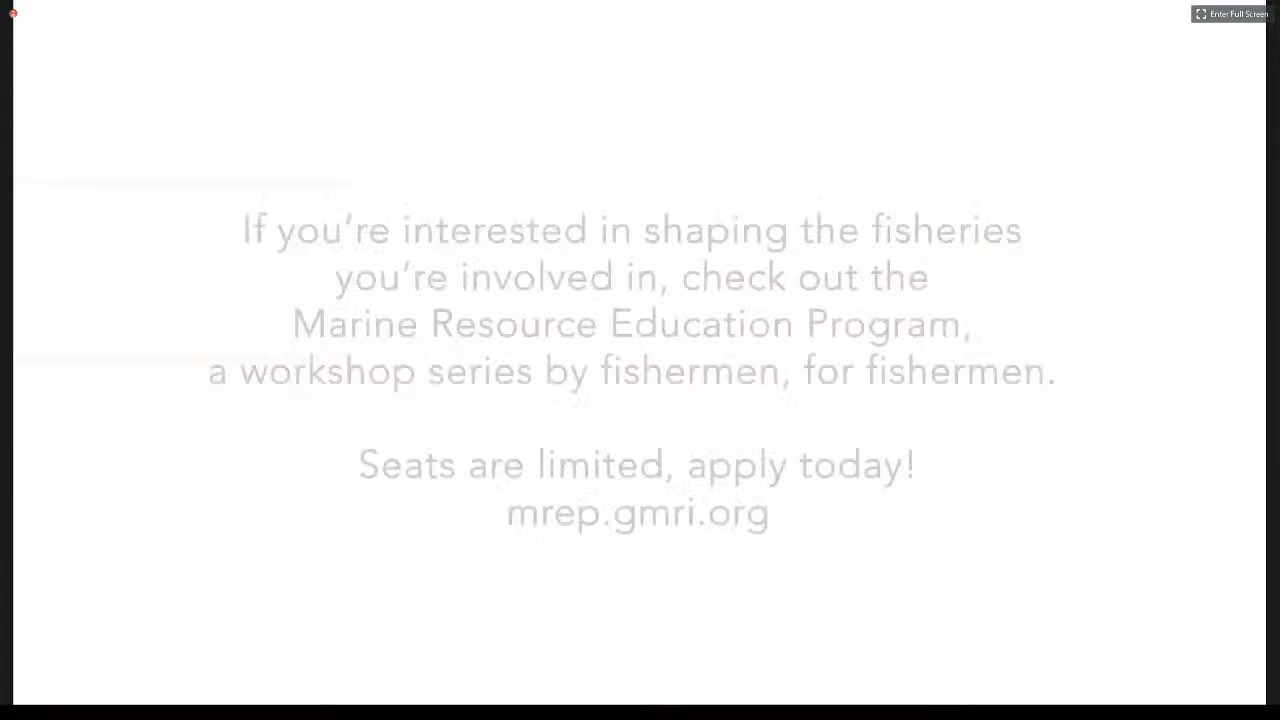 Enter Full Screen
If you're interested in shaping the fisheries
you're involved in, check out the
Marine Resource Education Program,
a workshop series by fishermen, for fishermen.
Seats are limited, apply today!
mrep.gmri.org